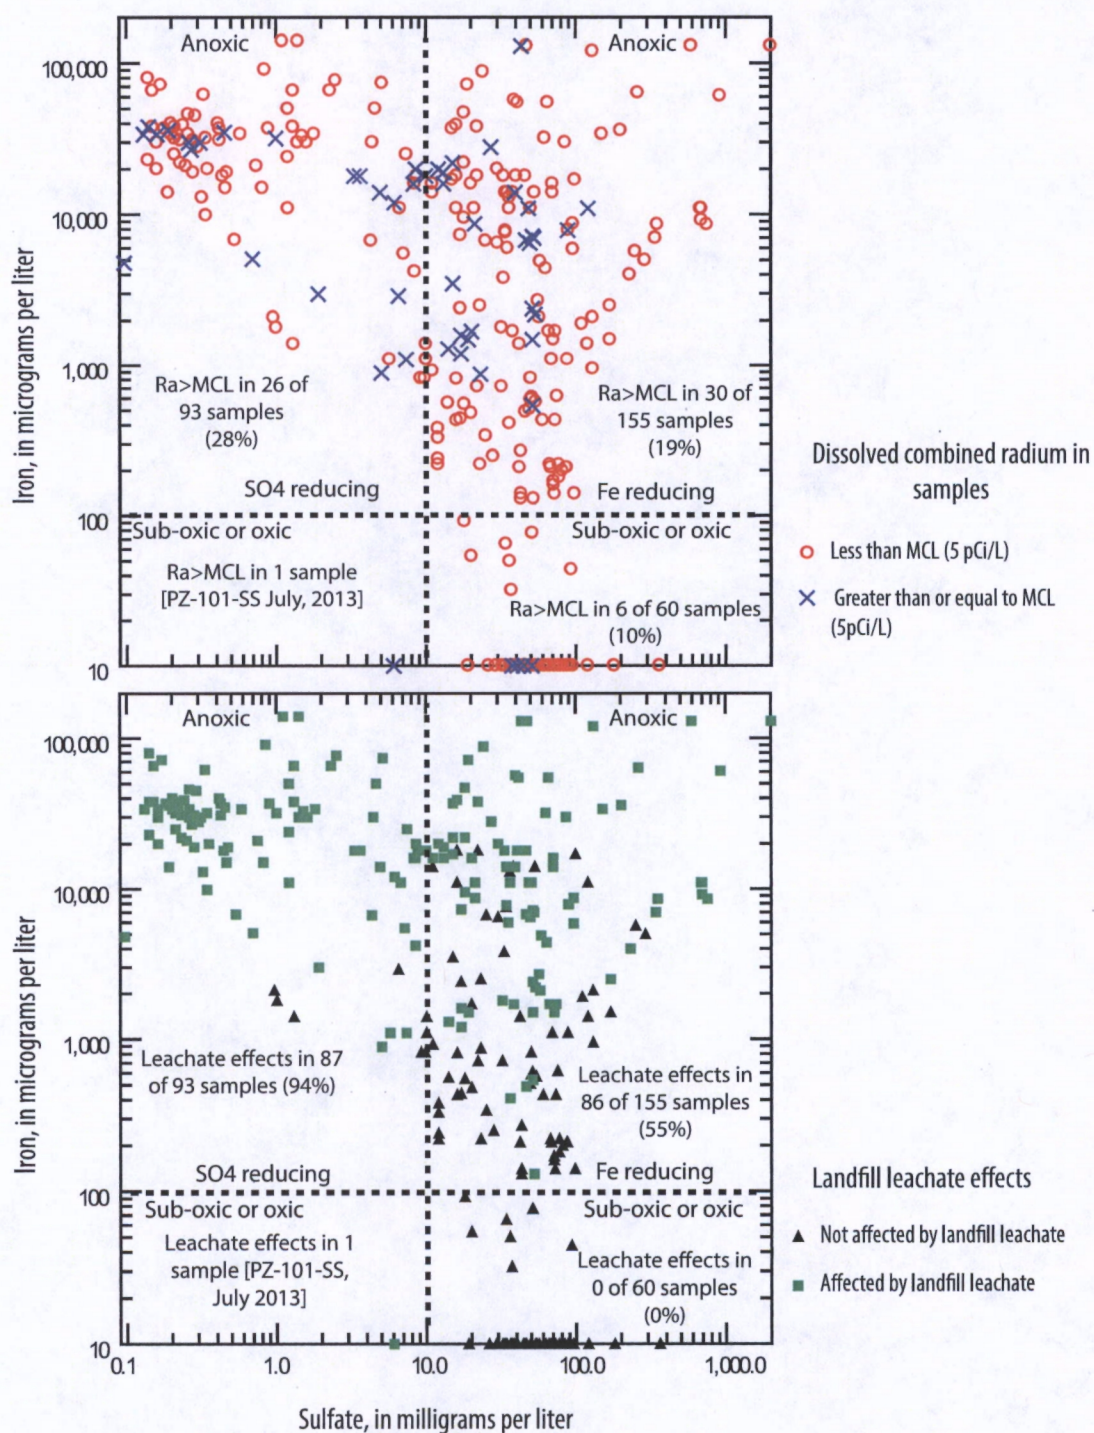 Anoxic
Anoxic
100,000
10,000
1,000
100
10
Iron, in micrograms per liter
Ra>MCL in 26 of
93 samples
(28%)
SO4 reducing
Ra>MCL in 30 of
155 samples
(19%)
Fe reducing
Sub-oxic or oxic
Ra>MCL in 1 sample
[PZ-101-SS July, 2013]
Sub-oxic or oxic
Ra>MCL in 6 of 60 samples
(10%)
Dissolved combined radium in
samples
Less than MCL (5 pCi/L)
Greater than or equal to MCL
(5pCi/L)
Anoxic
Anoxic
100,000
10,000
1,000
100
10
Iron, in micrograms per liter
Leachate effects in 87
of 93 samples (94%)
SO4 reducing
Leachate effects in
86 of 155 samples
(55%)
Fe reducing
Sub-oxic or oxic
Leachate effects in 1
sample [PZ-101-SS,
July 2013]
Sub-oxic or oxic
Leachate effects in
0 of 60 samples
(0%)
Landfill leachate effects
Not affected by landfill leachate
Affected by landfill leachate
0.1 1.0 10.0 100.0 1,000.0
Sulfate, in milligrams per liter